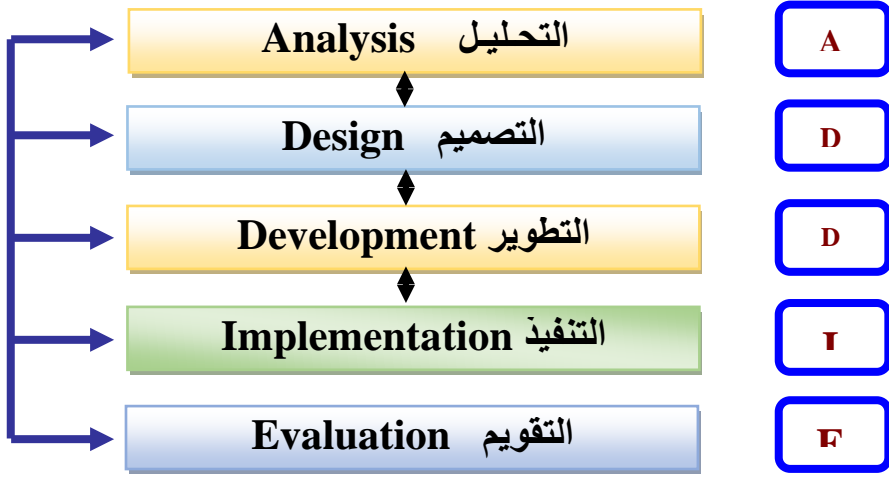 Analysis التحليل A
Design التصميم D
Development التطوير D
Implementation التنفيذ I
Evaluation التقويم E